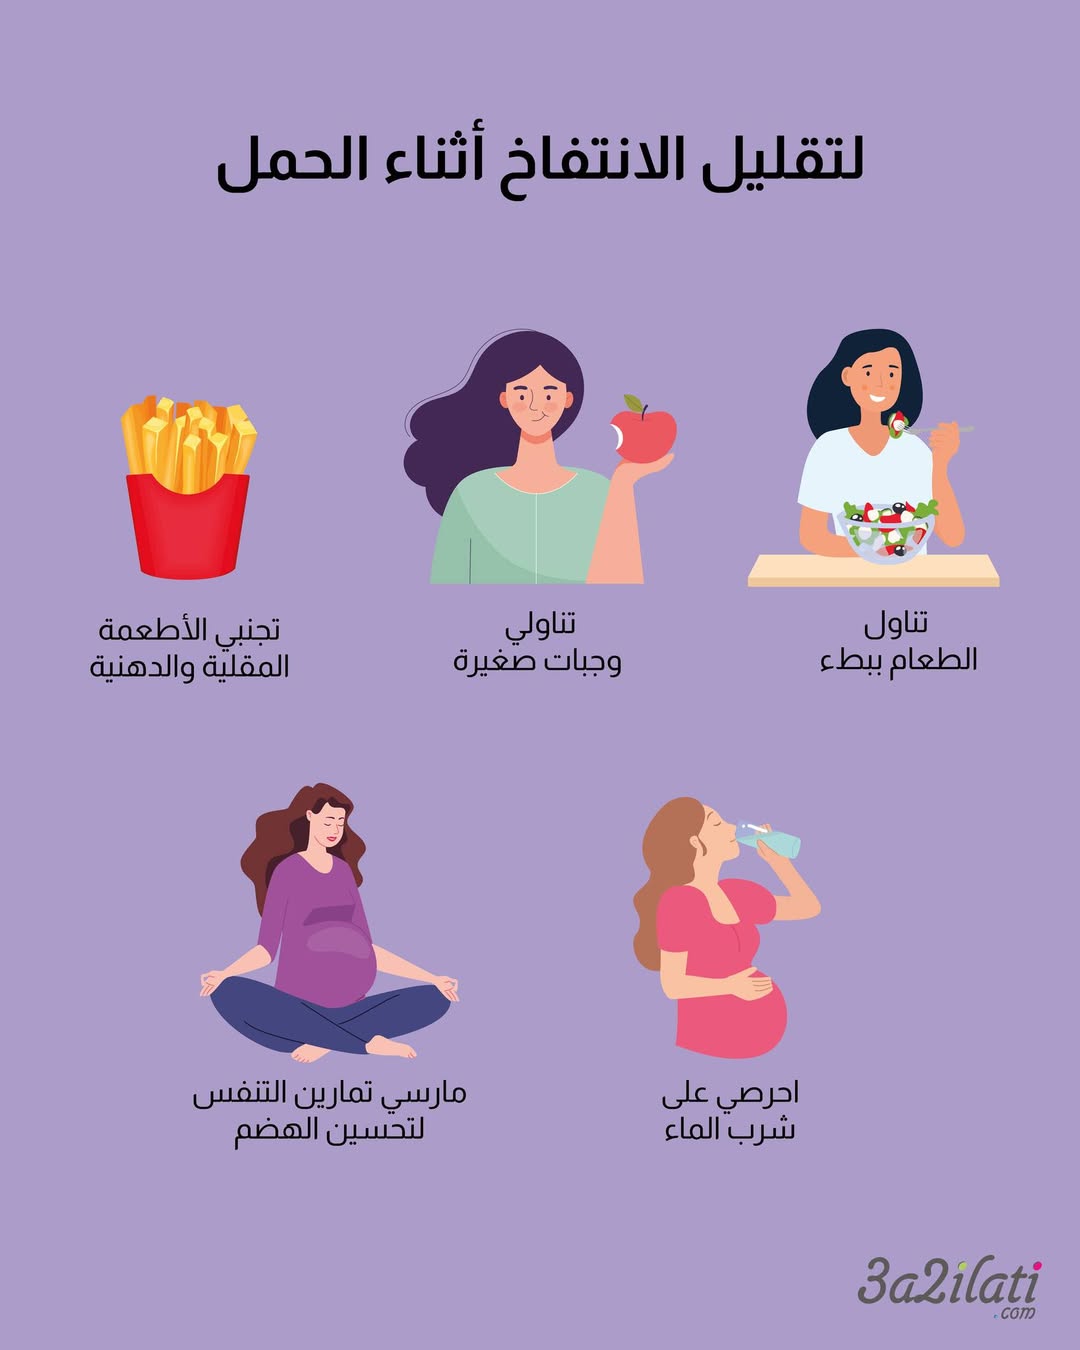 لتقليل الانتفاخ أثناء الحمل
تناول
الطعام ببطء
تناولي
وجبات صغيرة
تجنبي الأطعمة
المقلية والدهنية
احرصي على
شرب الماء
مارسي تمارين التنفس
لتحسين الهضم
3a2ilati
.com